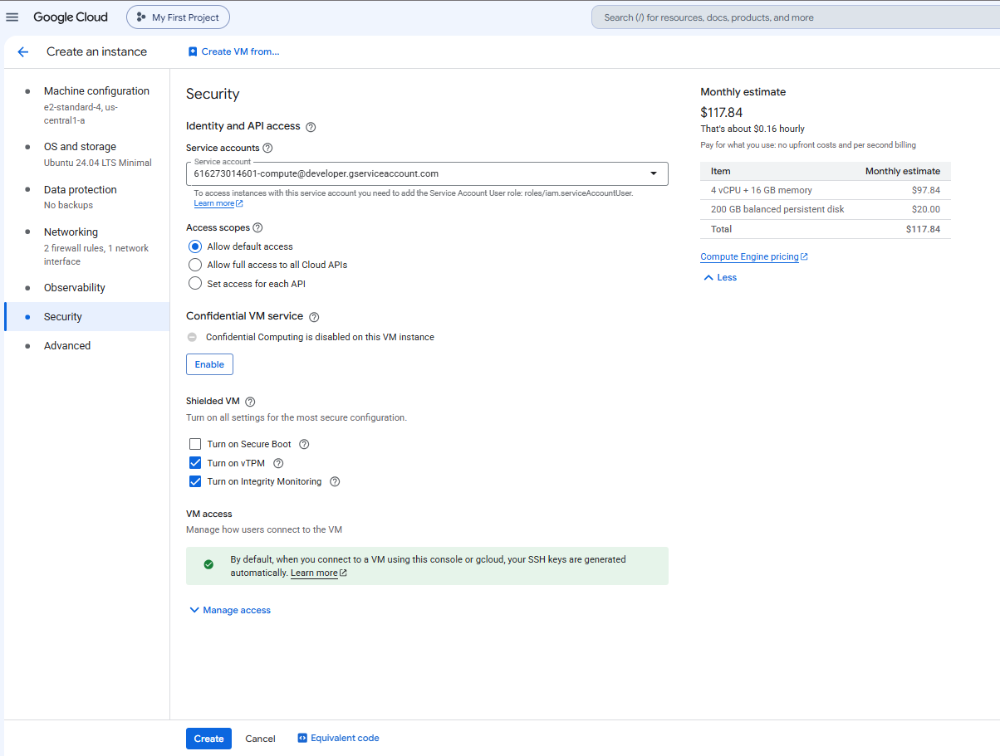 Google Cloud
My First Project
Search (/) for resources, docs, products, and more
Create an instance
Create VM from...
Machine configuration
e2-standard-4, us-
central1-a
OS and storage
Ubuntu 24.04 LTS Minimal
Data protection
No backups
Networking
2 firewall rules, 1 network
interface
Observability
Security
Advanced
Security
Identity and API access
Service accounts
Service account
616273014601-compute@developer.gserviceaccount.com
To access instances with this service account you need to add the Service Account User role: roles/iam.serviceAccountUser.
Learn more
Access scopes
Allow default access
Allow full access to all Cloud APIs
Set access for each API
Confidential VM service
Confidential Computing is disabled on this VM instance
Enable
Shielded VM
Turn on all settings for the most secure configuration.
Turn on Secure Boot
Turn on vTPM
Turn on Integrity Monitoring
VM access
Manage how users connect to the VM
By default, when you connect to a VM using this console or gcloud, your SSH keys are generated
automatically. Learn more
Manage access
Monthly estimate
$117.84
That's about $0.16 hourly
Pay for what you use: no upfront costs and per second billing
Item Monthly estimate
4 vCPU + 16 GB memory $97.84
200 GB balanced persistent disk $20.00
Total $117.84
Compute Engine pricing
Less
Create
Cancel
Equivalent code